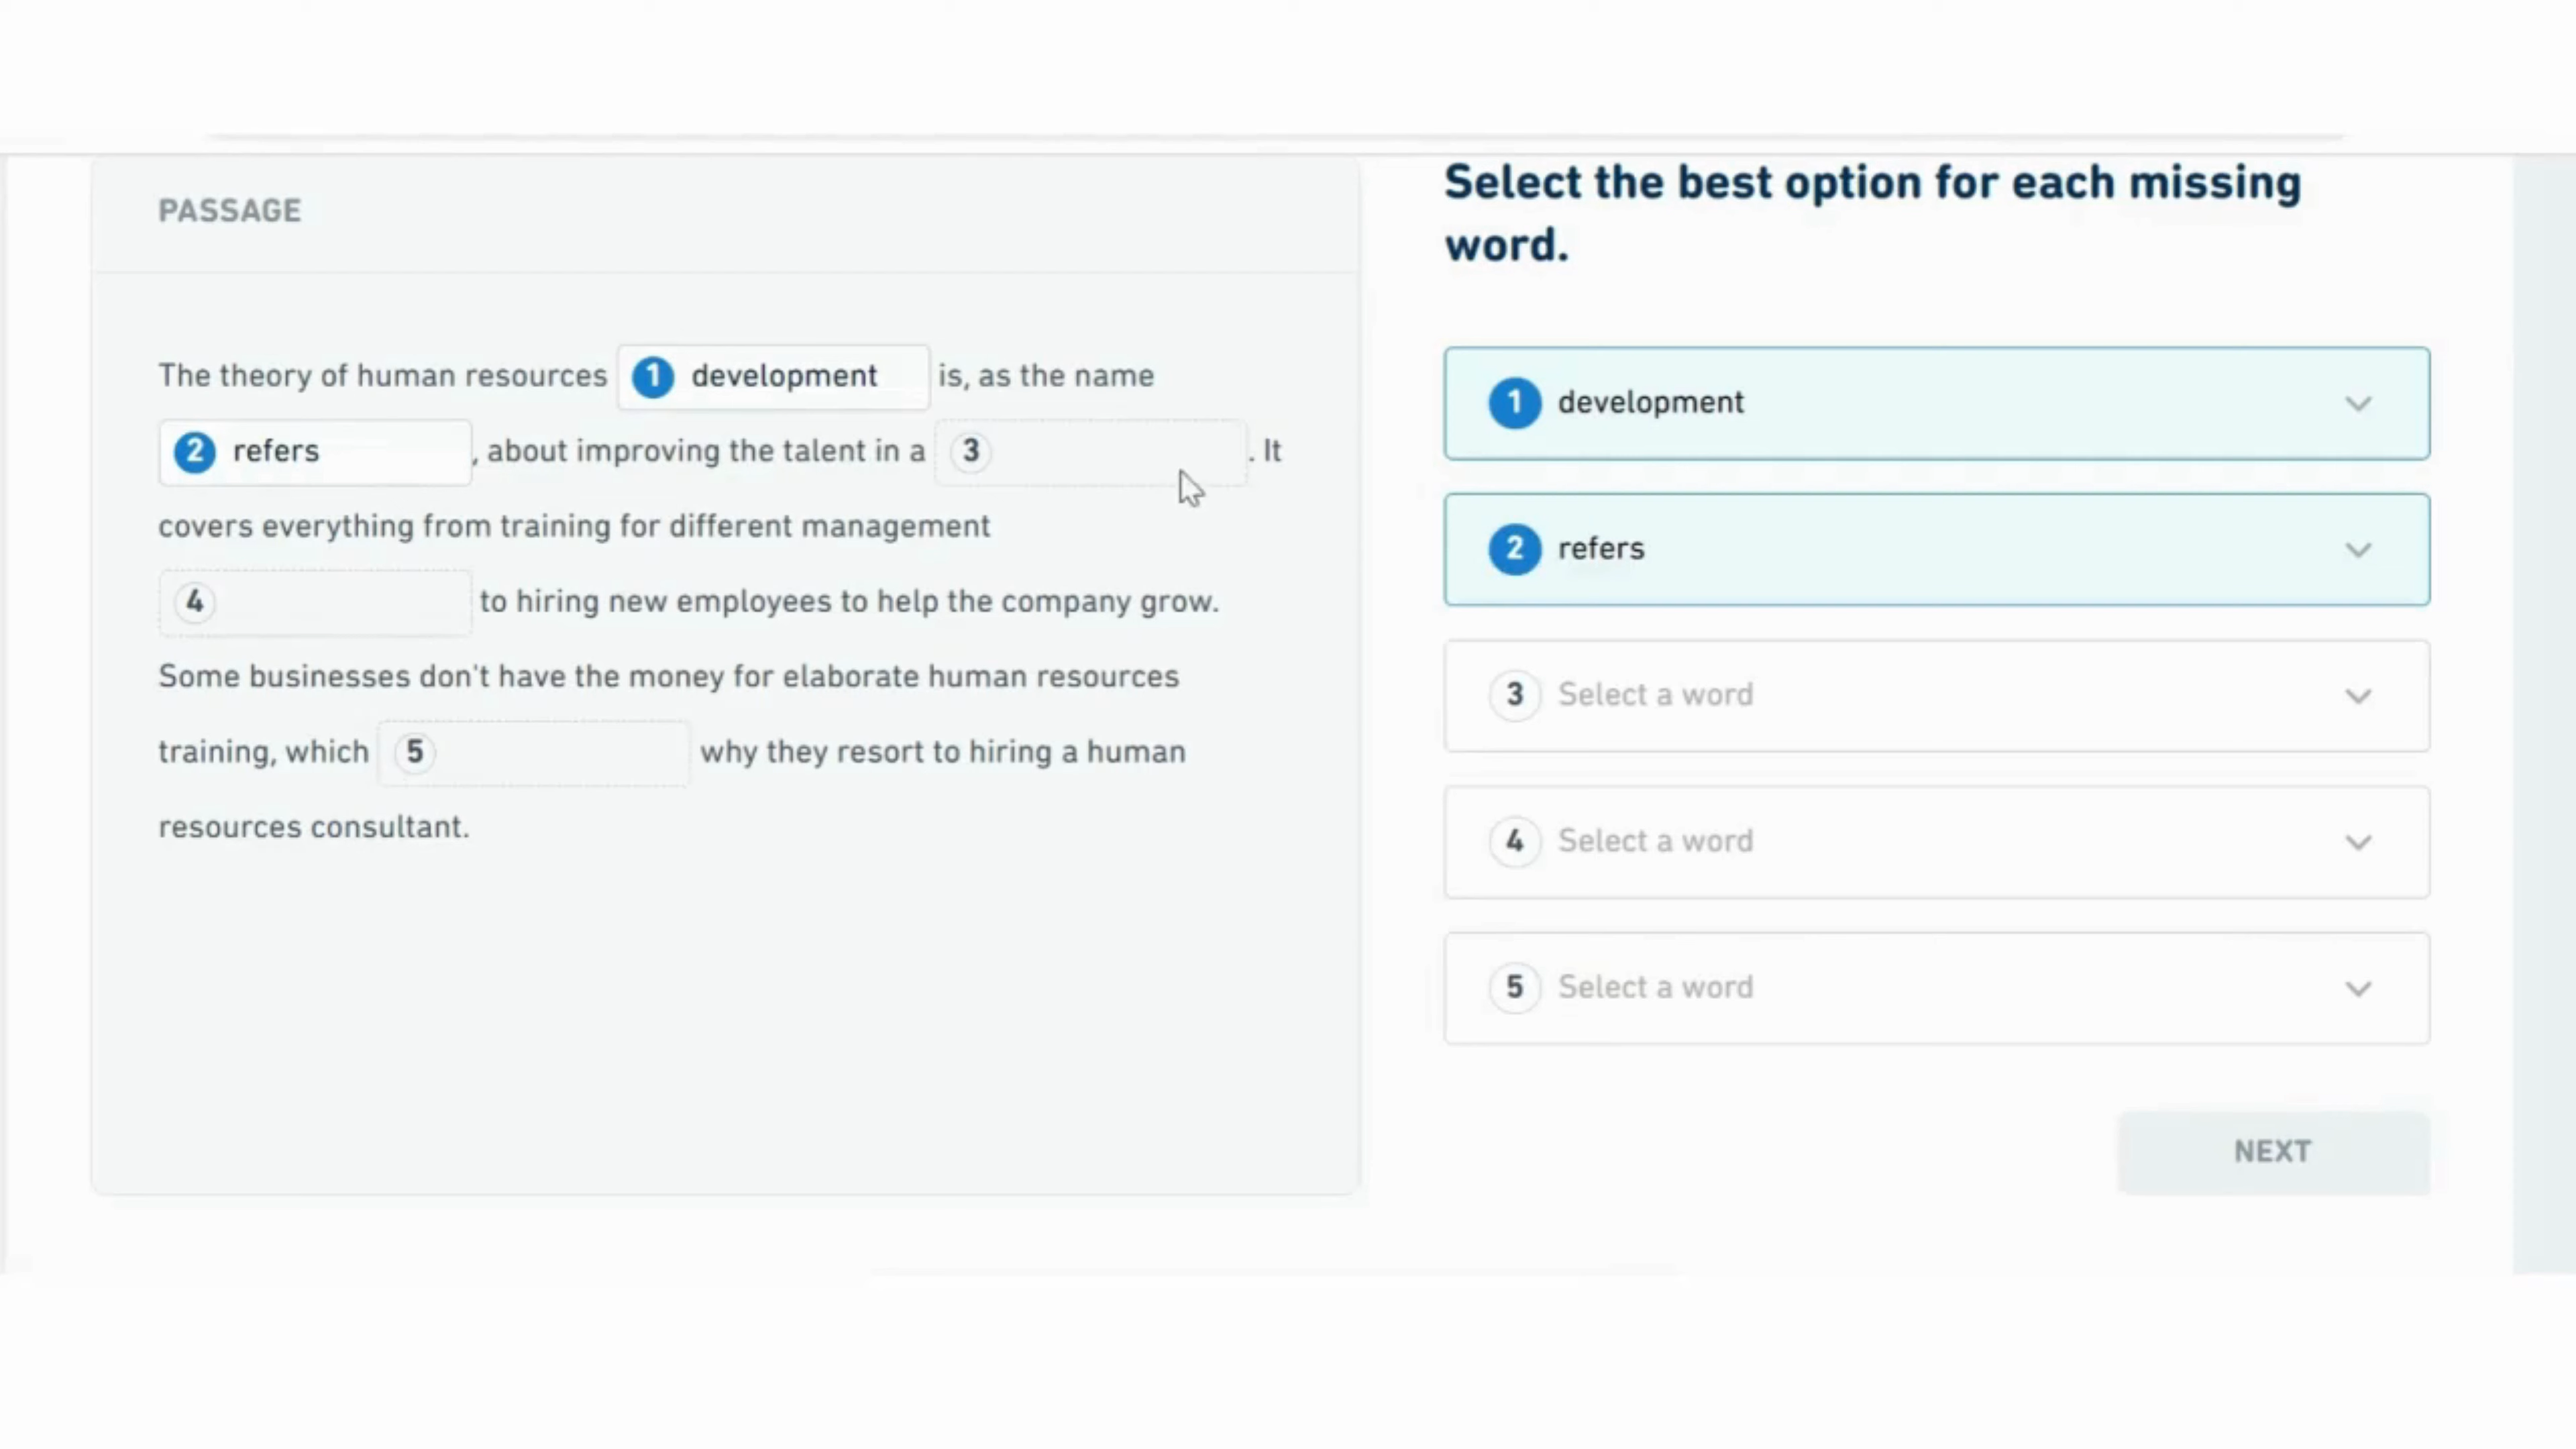 PASSAGE
The theory of human resources 1 development is, as the name
2 refers , about improving the talent in a 3 . It
covers everything from training for different management
4 to hiring new employees to help the company grow.
Some businesses don't have the money for elaborate human resources
training, which 5 why they resort to hiring a human
resources consultant.
Select the best option for each missing
word.
1 development
2 refers
3 Select a word
4 Select a word
5 Select a word
NEXT